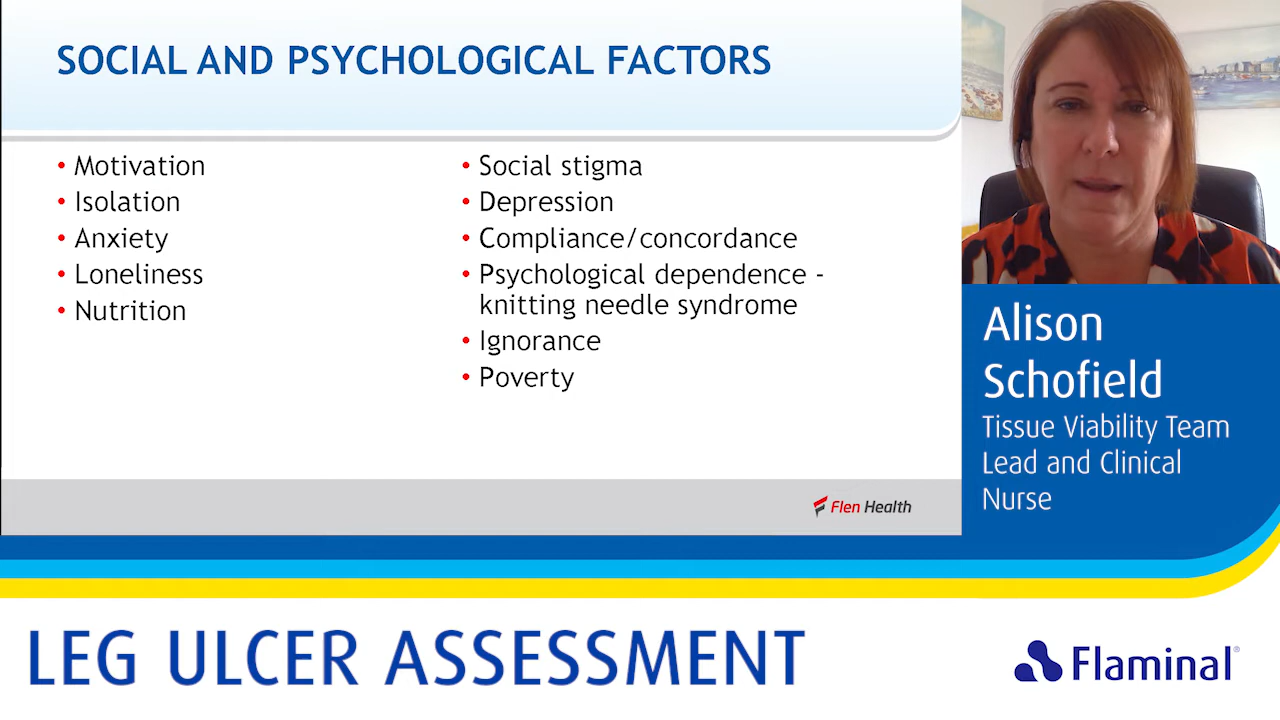 SOCIAL AND PSYCHOLOGICAL FACTORS
• Motivation
• Isolation
• Anxiety
• Loneliness
• Nutrition
• Social stigma
• Depression
• Compliance/concordance
• Psychological dependence -
knitting needle syndrome
• Ignorance
• Poverty
Flen Health
Alison
Schofield
Tissue Viability Team
Lead and Clinical
Nurse
LEG ULCER ASSESSMENT
Flaminal®